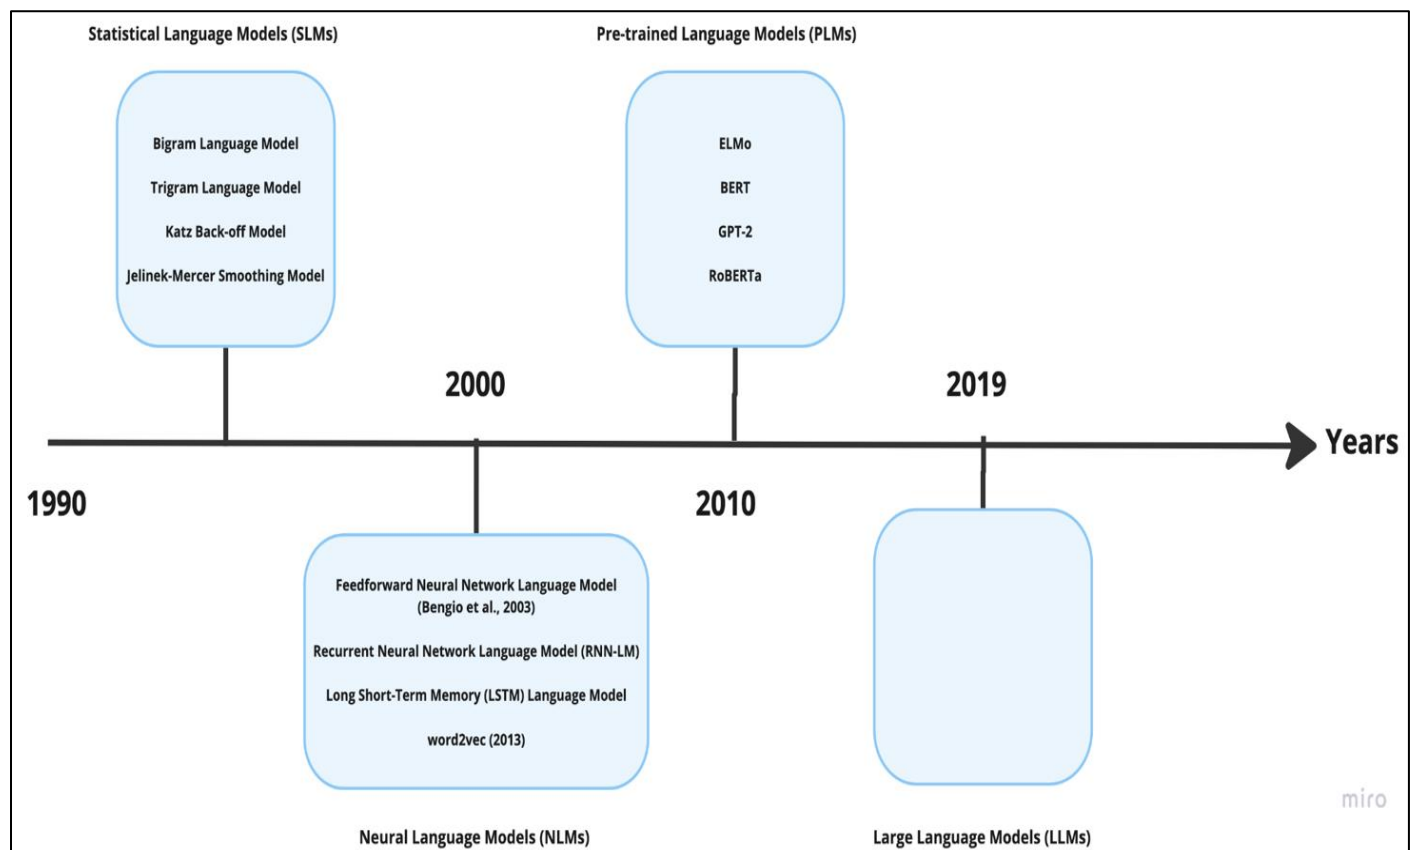 Statistical Language Models (SLMs)
Pre-trained Language Models (PLMs)
Bigram Language Model
Trigram Language Model
Katz Back-off Model
Jelinek-Mercer Smoothing Model
ELMo
BERT
GPT-2
RoBERTa
2000
2019
Years
1990
2010
Feedforward Neural Network Language Model
(Bengio et al., 2003)
Recurrent Neural Network Language Model (RNN-LM)
Long Short-Term Memory (LSTM) Language Model
word2vec (2013)
miro
Neural Language Models (NLMs)
Large Language Models (LLMs)